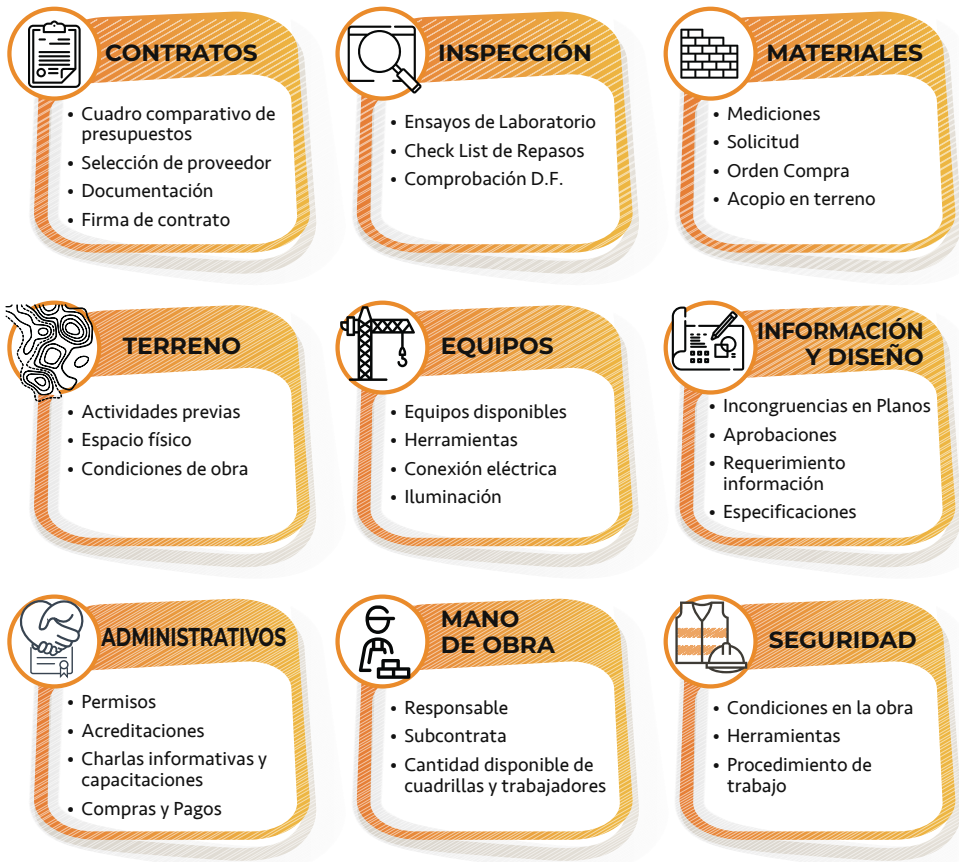 CONTRATOS
• Cuadro comparativo de
presupuestos
• Selección de proveedor
• Documentación
• Firma de contrato
INSPECCIÓN
• Ensayos de Laboratorio
• Check List de Repasos
• Comprobación D.F.
MATERIALES
• Mediciones
• Solicitud
• Orden Compra
• Acopio en terreno
TERRENO
• Actividades previas
• Espacio físico
• Condiciones de obra
EQUIPOS
• Equipos disponibles
• Herramientas
• Conexión eléctrica
• Iluminación
INFORMACIÓN
Y DISEÑO
• Incongruencias en Planos
• Aprobaciones
• Requerimiento
información
• Especificaciones
ADMINISTRATIVOS
• Permisos
• Acreditaciones
• Charlas informativas y
capacitaciones
• Compras y Pagos
MANO
DE OBRA
• Responsable
• Subcontrata
• Cantidad disponible de
cuadrillas y trabajadores
SEGURIDAD
• Condiciones en la obra
• Herramientas
• Procedimiento de
trabajo